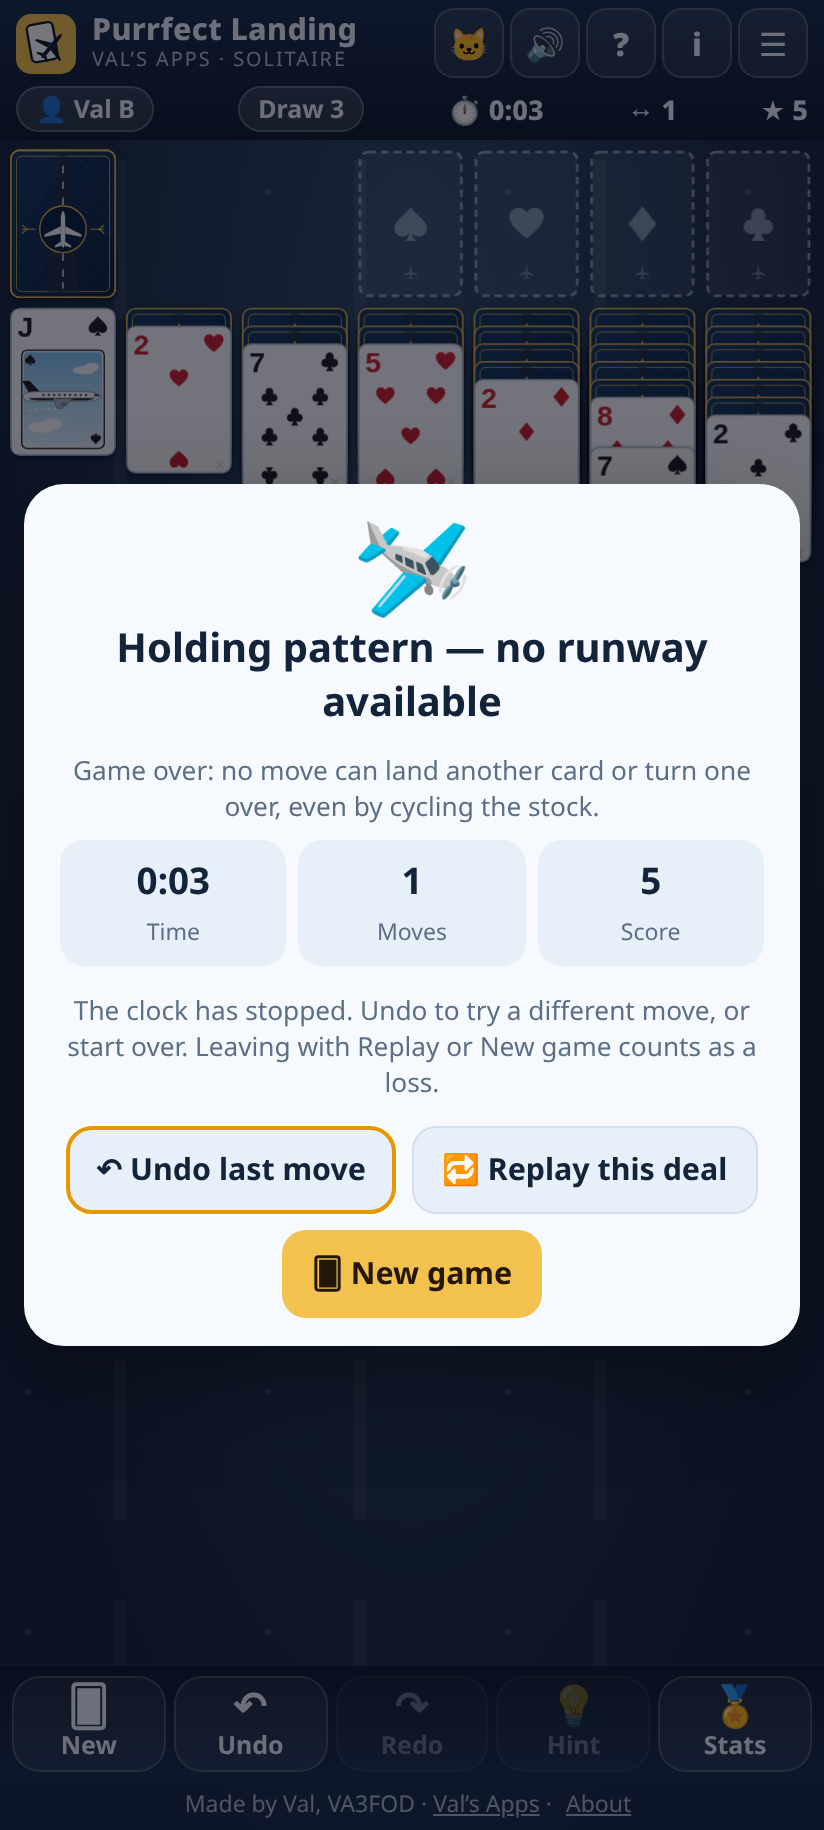 Purrfect Landing
VAL'S APPS · SOLITAIRE
?
i
☰
Val B
Draw 3
0:03
↔ 1
★ 5
J
2
7
5
2
8
7
2
Holding pattern — no runway
available
Game over: no move can land another card or turn one
over, even by cycling the stock.
0:03
Time
1
Moves
5
Score
The clock has stopped. Undo to try a different move, or
start over. Leaving with Replay or New game counts as a
loss.
↶ Undo last move
Replay this deal
New game
New
Undo
Redo
Hint
Stats
Made by Val, VA3FOD · Val’s Apps · About